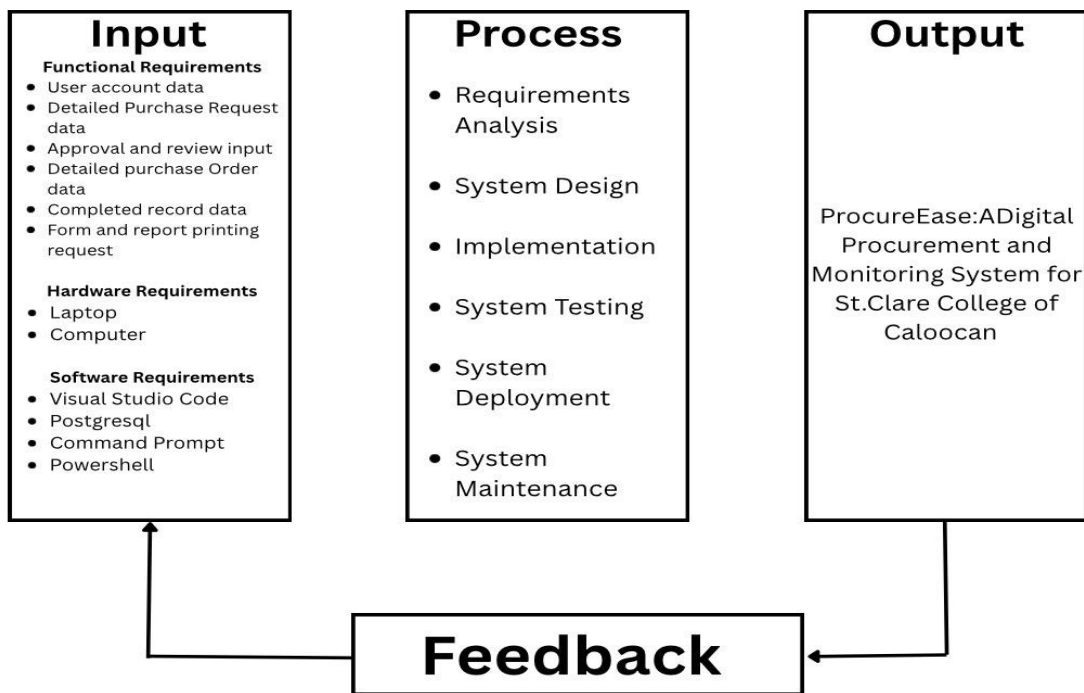 Input
Functional Requirements
• User account data
• Detailed Purchase Request
data
• Approval and review input
• Detailed purchase Order
data
• Completed record data
• Form and report printing
request
Hardware Requirements
• Laptop
• Computer
Software Requirements
• Visual Studio Code
• Postgresql
• Command Prompt
• Powershell
Process
• Requirements
Analysis
• System Design
• Implementation
• System Testing
• System
Deployment
• System
Maintenance
Output
ProcureEase:ADigital
Procurement and
Monitoring System for
St.Clare College of
Caloocan
Feedback